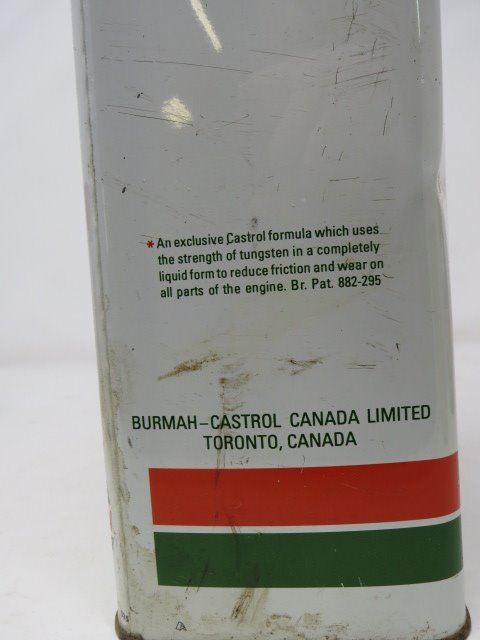 *An exclusive Castrol formula which uses
the strength of tungsten in a completely
liquid form to reduce friction and wear on
all parts of the engine. Br. Pat. 882-295
BURMAH-CASTROL CANADA LIMITED
TORONTO, CANADA